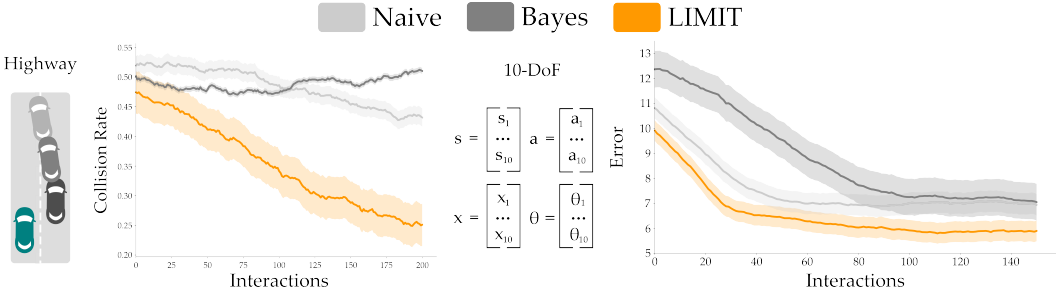 Naive Bayes LIMIT
Highway
Collision Rate
0.55
0.50
0.45
0.40
0.35
0.30
0.25
0.20
0 25 50 75 100 125 150 175 200
Interactions
10-DoF
s = [ s1 ... s10 ] a = [ a1 ... a10 ]
x = [ x1 ... x10 ] θ = [ θ1 ... θ10 ]
Error
13
12
11
10
9
8
7
6
5
0 20 40 60 80 100 120 140
Interactions